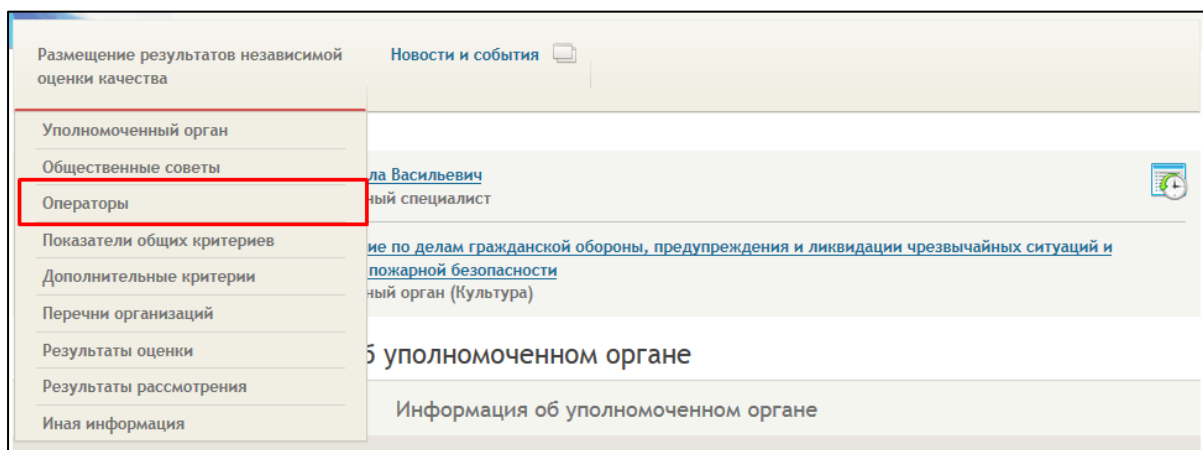 Размещение результатов независимой
оценки качества
Новости и события
Уполномоченный орган
Общественные советы
Операторы
Показатели общих критериев
Дополнительные критерии
Перечни организаций
Результаты оценки
Результаты рассмотрения
Иная информация
ла Васильевич
ный специалист
ие по делам гражданской обороны, предупреждения и ликвидации чрезвычайных ситуаций и
пожарной безопасности
ный орган (Культура)
б уполномоченном органе
Информация об уполномоченном органе